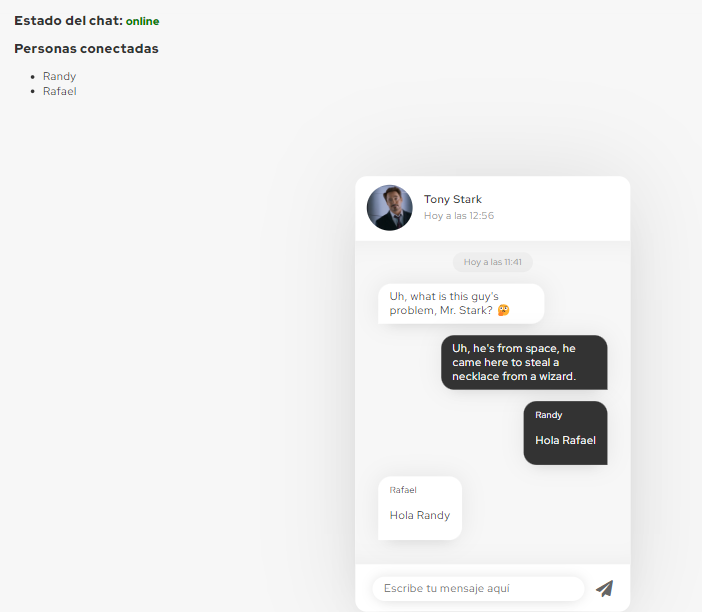 Estado del chat: online
Personas conectadas
Randy
Rafael
Tony Stark
Hoy a las 12:56
Hoy a las 11:41
Uh, what is this guy's
problem, Mr. Stark? 🤔
Uh, he's from space, he
came here to steal a
necklace from a wizard.
Randy
Hola Rafael
Rafael
Hola Randy
Escribe tu mensaje aquí